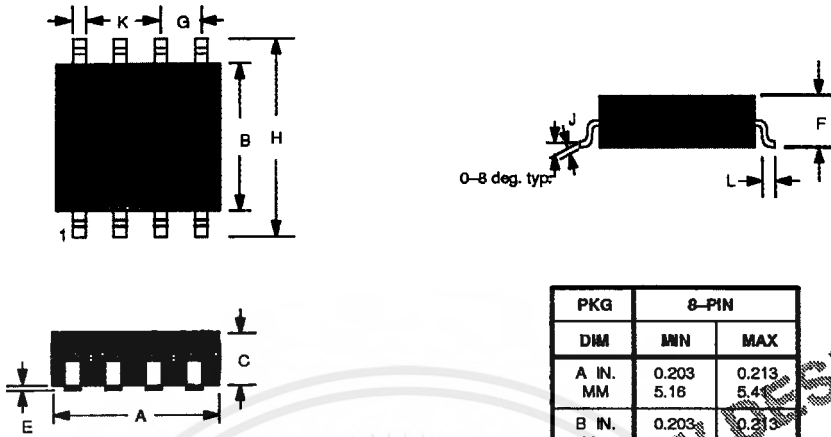 K G
B H
1
J F
0–8 deg. typ.
L
C
E A
PKG 8–PIN
DIM MIN MAX
A IN. 0.203 0.213
MM 5.16 5.41
B IN. 0.203 0.213
DES